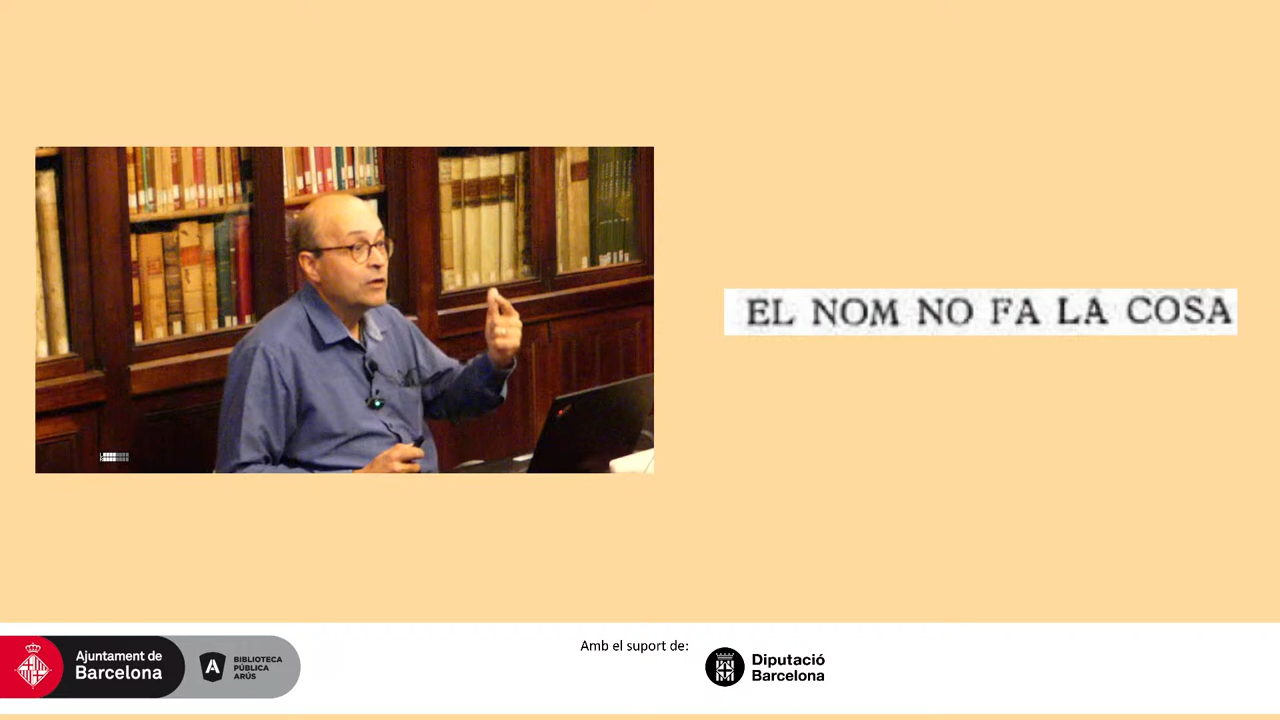 EL NOM NO FA LA COSA
Ajuntament de
Barcelona
A
BIBLIOTECA
PÚBLICA
ARÚS
Amb el suport de:
Diputació
Barcelona